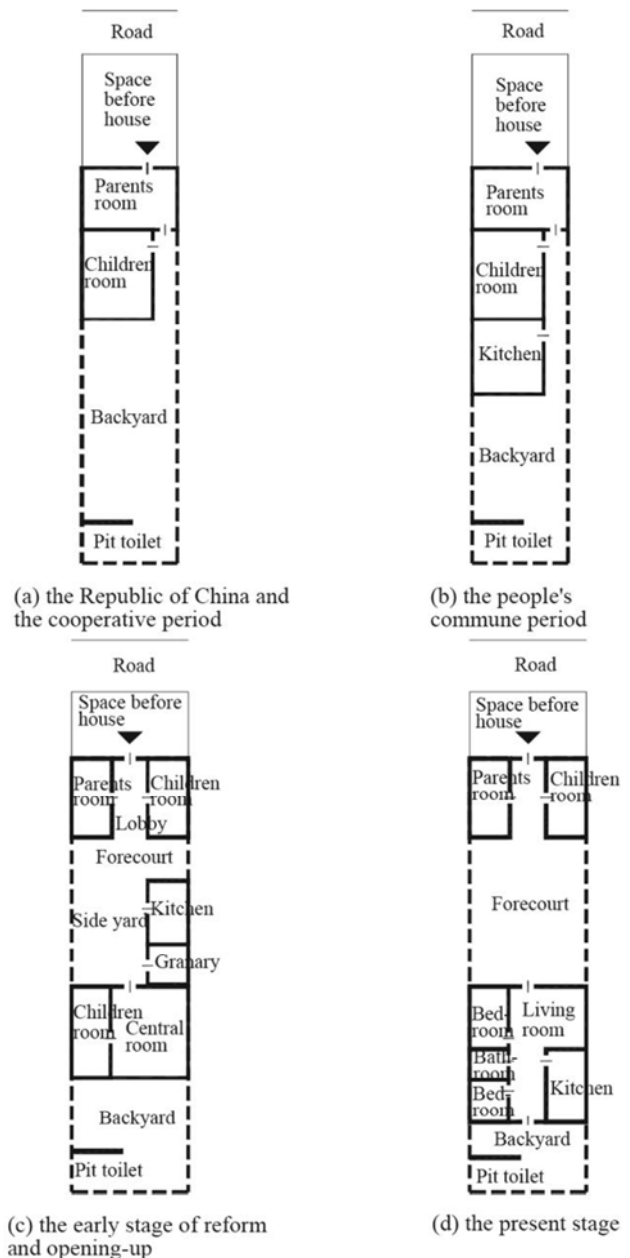 Road
Space
before
house
Parents
room
Children
room
Backyard
Pit toilet
(a) the Republic of China and
the cooperative period
Road
Space
before
house
Parents
room
Children
room
Kitchen
Backyard
Pit toilet
(b) the people's
commune period
Road
Space before
house
Parents
room
Children
room
Lobby
Forecourt
Side yard
Kitchen
Granary
Children
room
Central
room
Backyard
Pit toilet
(c) the early stage of reform
and opening-up
Road
Space before
house
Parents
room
Children
room
Forecourt
Bed-
room
Living
room
Bath-
room
Bed-
room
Kitchen
Backyard
Pit toilet
(d) the present stage